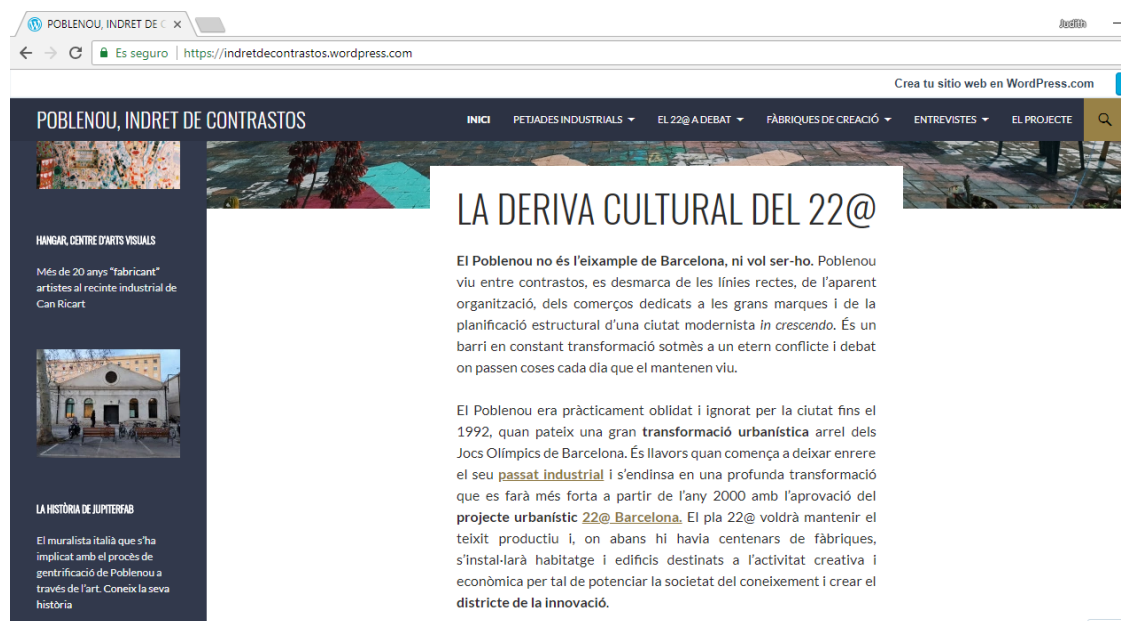 POBLENOU, INDRET DE C
Judith
Es seguro
https://indretdecontrastos.wordpress.com
Crea tu sitio web en WordPress.com
POBLENOU, INDRET DE CONTRASTOS
INICI
PETJADES INDUSTRIALS
EL 22@ A DEBAT
FÀBRIQUES DE CREACIÓ
ENTREVISTES
EL PROJECTE
HANGAR, CENTRE D'ARTS VISUALS
Més de 20 anys “fabricant”
artistes al recinte industrial de
Can Ricart
LA HISTÒRIA DE JUPITERFAB
El muralista italià que s’ha
implicat amb el procès de
gentrificació de Poblenou a
través de l’art. Coneix la seva
història
LA DERIVA CULTURAL DEL 22@
El Poblenou no és l’eixample de Barcelona, ni vol ser-ho. Poblenou
viu entre contrastos, es desmarca de les línies rectes, de l’aparent
organització, dels comerços dedicats a les grans marques i de la
planificació estructural d’una ciutat modernista in crescendo. És un
barri en constant transformació sotmès a un etern conflicte i debat
on passen coses cada dia que el mantenen viu.
El Poblenou era pràcticament oblidat i ignorat per la ciutat fins el
1992, quan pateix una gran transformació urbanística arrel dels
Jocs Olímpics de Barcelona. És llavors quan comença a deixar enrere
el seu passat industrial i s’endinsa en una profunda transformació
que es farà més forta a partir de l’any 2000 amb l’aprovació del
projecte urbanístic 22@ Barcelona. El pla 22@ voldrà mantenir el
teixit productiu i, on abans hi havia centenars de fàbriques,
s’instal·larà habitatge i edificis destinats a l’activitat creativa i
econòmica per tal de potenciar la societat del coneixement i crear el
districte de la innovació.